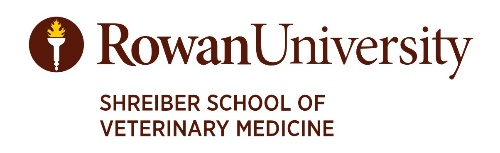 RowanUniversity
SHREIBER SCHOOL OF
VETERINARY MEDICINE